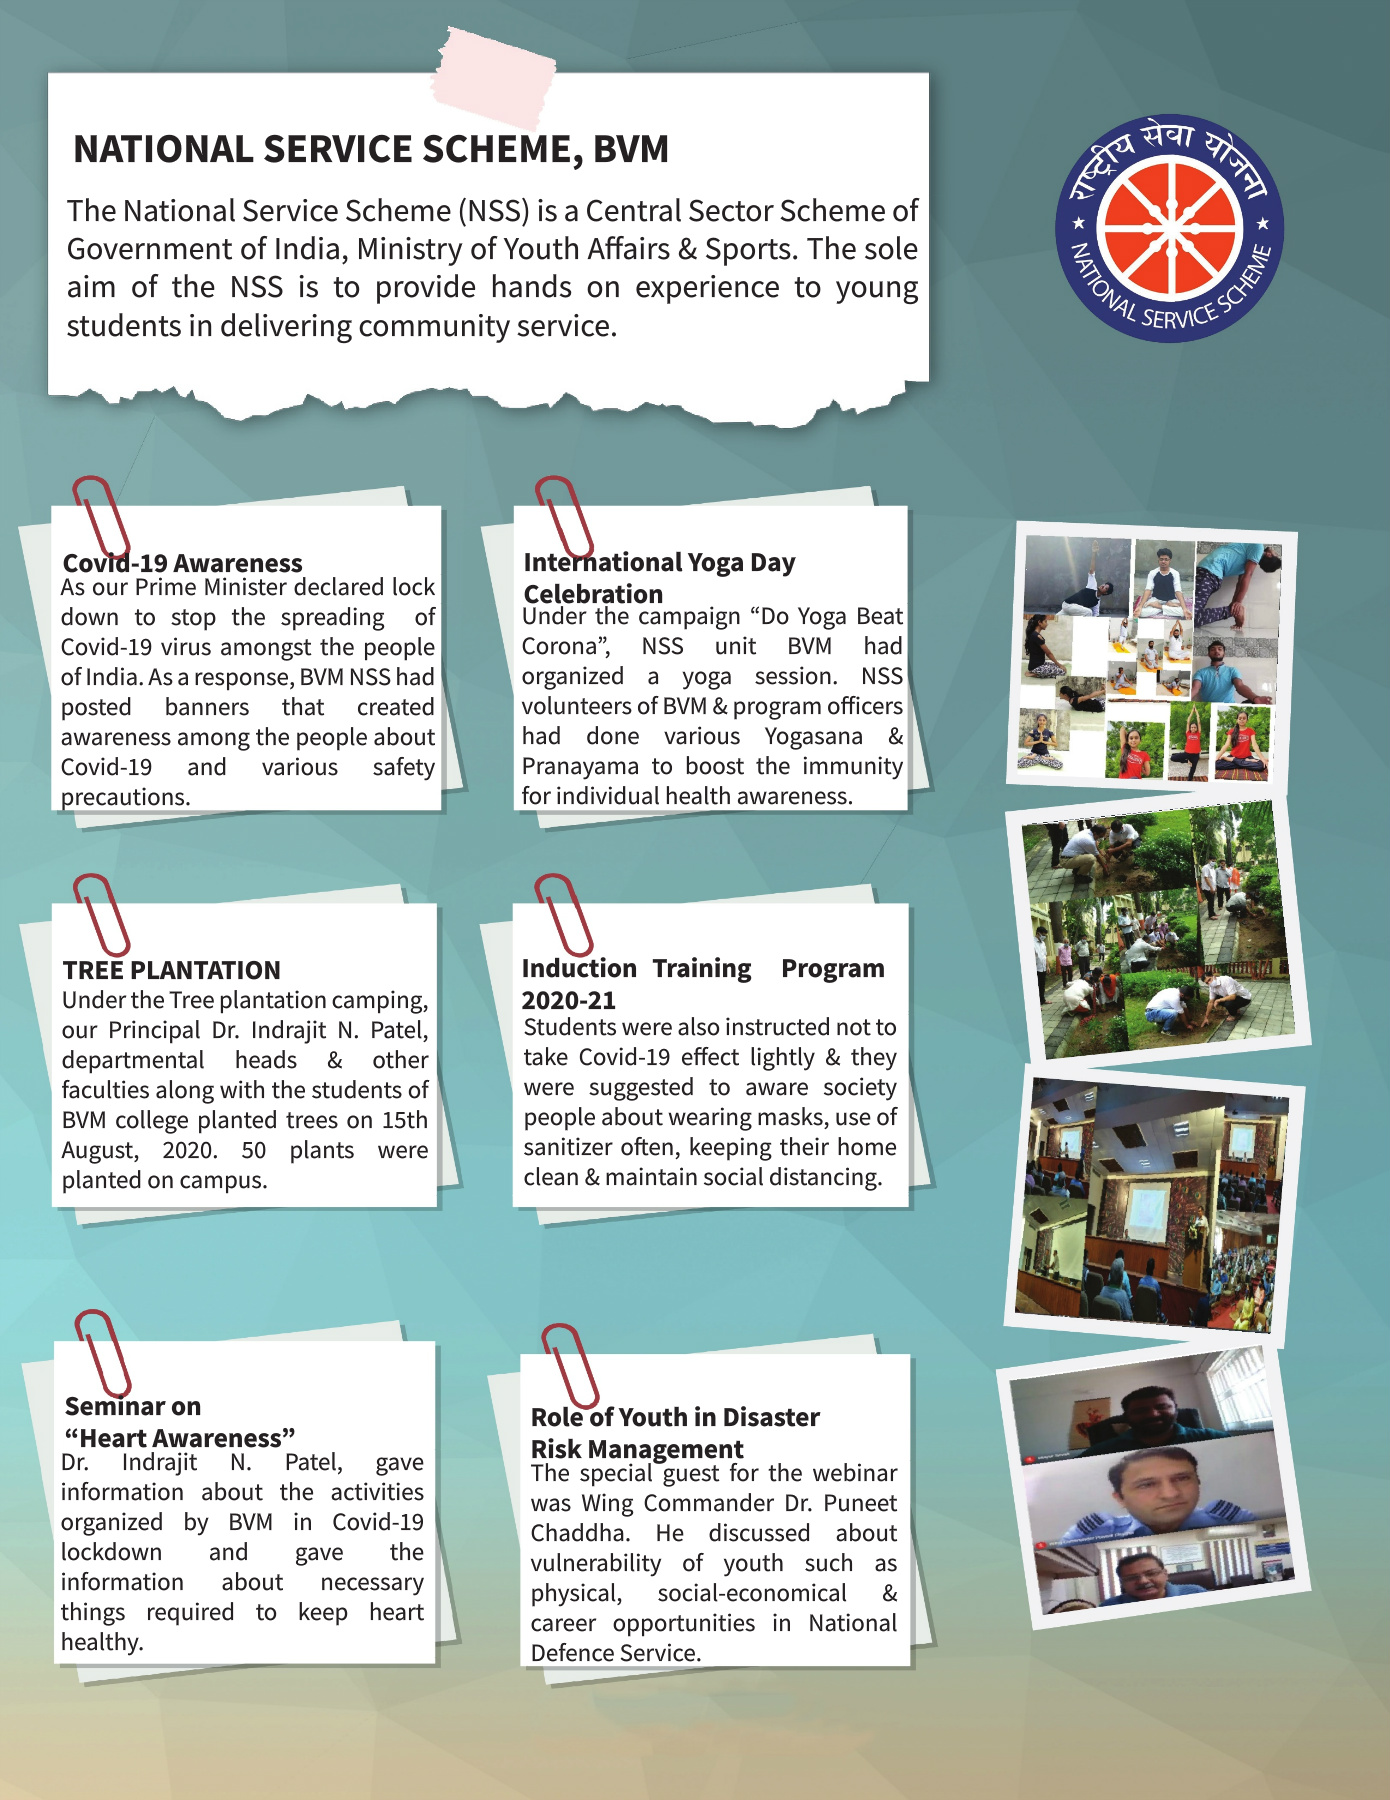 NATIONAL SERVICE SCHEME, BVM
The National Service Scheme (NSS) is a Central Sector Scheme of
Government of India, Ministry of Youth Affairs & Sports. The sole
aim of the NSS is to provide hands on experience to young
students in delivering community service.
राष्ट्रीय सेवा योजना
NATIONAL SERVICE SCHEME
Covid-19 Awareness
As our Prime Minister declared lock
down to stop the spreading of
Covid-19 virus amongst the people
of India. As a response, BVM NSS had
posted banners that created
awareness among the people about
Covid-19 and various safety
precautions.
International Yoga Day
Celebration
Under the campaign “Do Yoga Beat
Corona”, NSS unit BVM had
organized a yoga session. NSS
volunteers of BVM & program officers
had done various Yogasana &
Pranayama to boost the immunity
for individual health awareness.
TREE PLANTATION
Under the Tree plantation camping,
our Principal Dr. Indrajit N. Patel,
departmental heads & other
faculties along with the students of
BVM college planted trees on 15th
August, 2020. 50 plants were
planted on campus.
Induction Training Program
2020-21
Students were also instructed not to
take Covid-19 effect lightly & they
were suggested to aware society
people about wearing masks, use of
sanitizer often, keeping their home
clean & maintain social distancing.
Seminar on
“Heart Awareness”
Dr. Indrajit N. Patel, gave
information about the activities
organized by BVM in Covid-19
lockdown and gave the
information about necessary
things required to keep heart
healthy.
Role of Youth in Disaster
Risk Management
The special guest for the webinar
was Wing Commander Dr. Puneet
Chaddha. He discussed about
vulnerability of youth such as
physical, social-economical &
career opportunities in National
Defence Service.